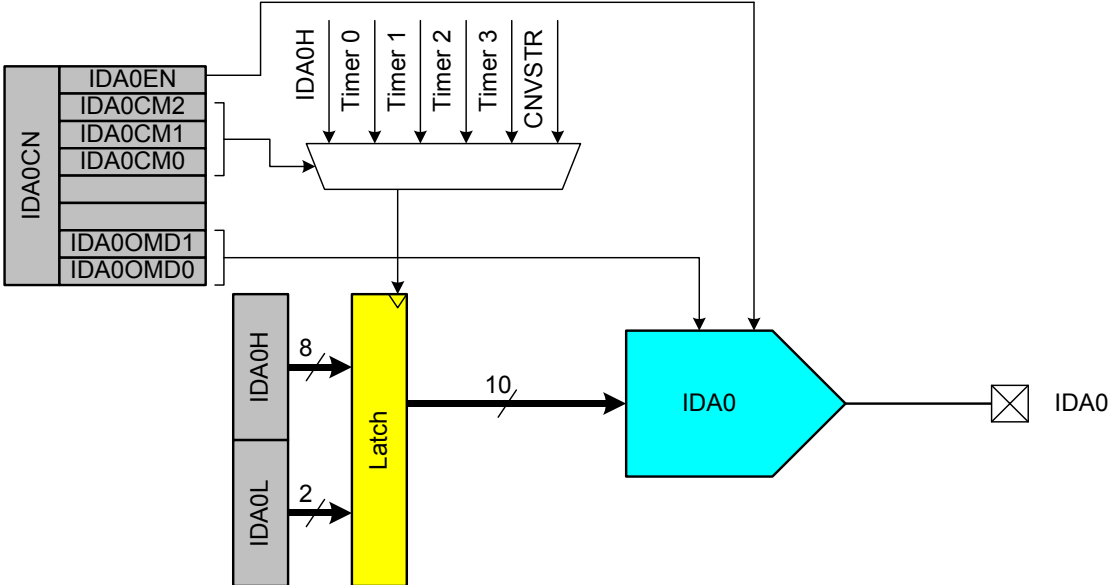 IDA0CN
IDA0EN
IDA0CM2
IDA0CM1
IDA0CM0
IDA0OMD1
IDA0OMD0
IDA0H
Timer 0
Timer 1
Timer 2
Timer 3
CNVSTR
IDA0H
8
IDA0L
2
Latch
10
IDA0
IDA0